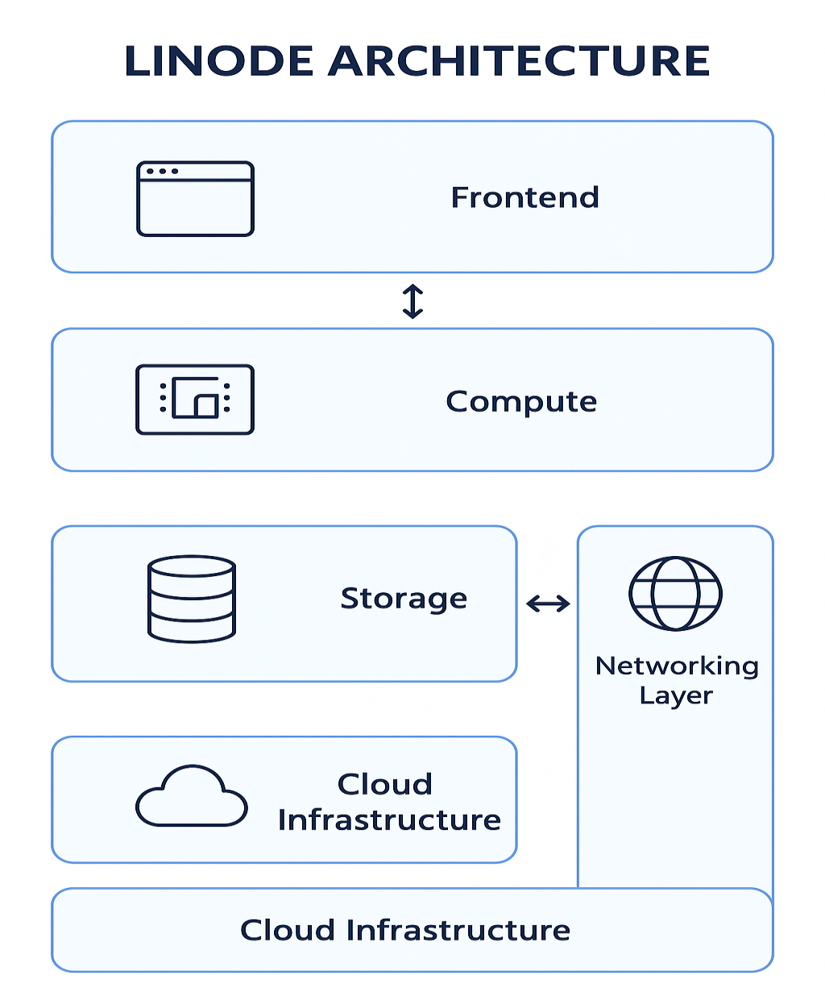 LINODE ARCHITECTURE
Frontend
Compute
Storage
Networking
Layer
Cloud
Infrastructure
Cloud Infrastructure